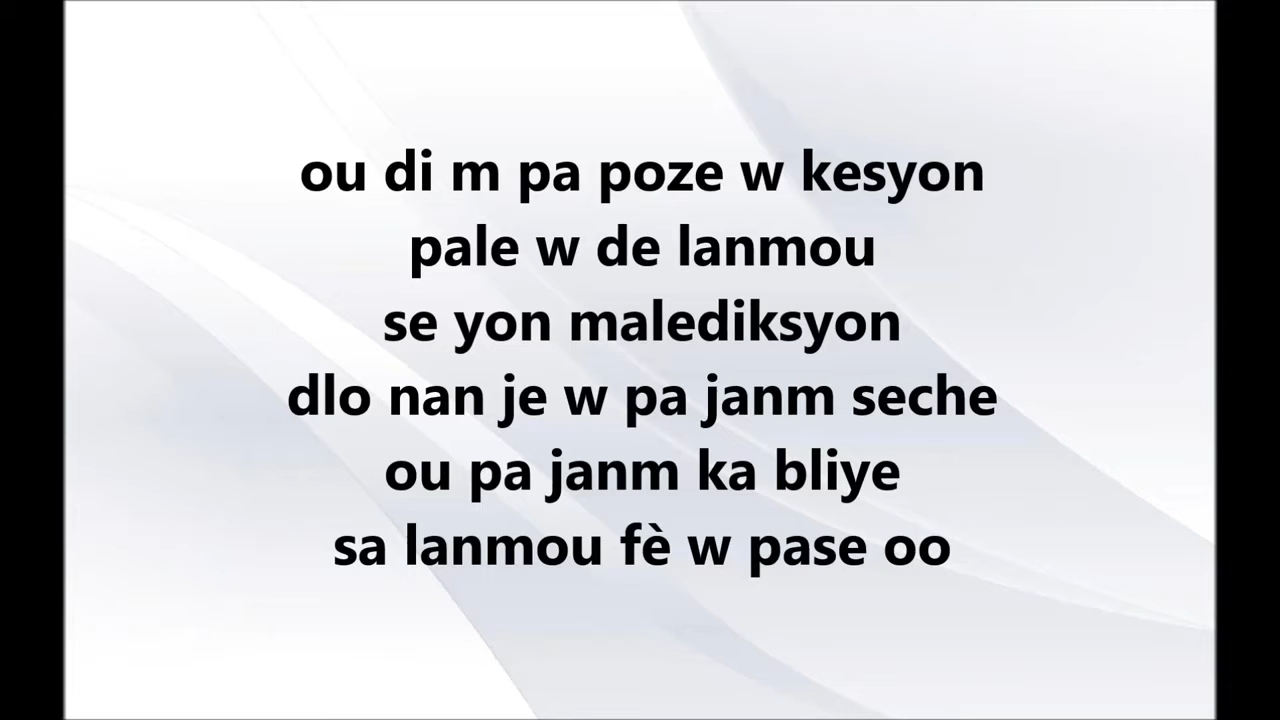 ou di m pa poze w kesyon
pale w de lanmou
se yon malediksyon
dlo nan je w pa janm seche
ou pa janm ka bliye
sa lanmou fè w pase oo